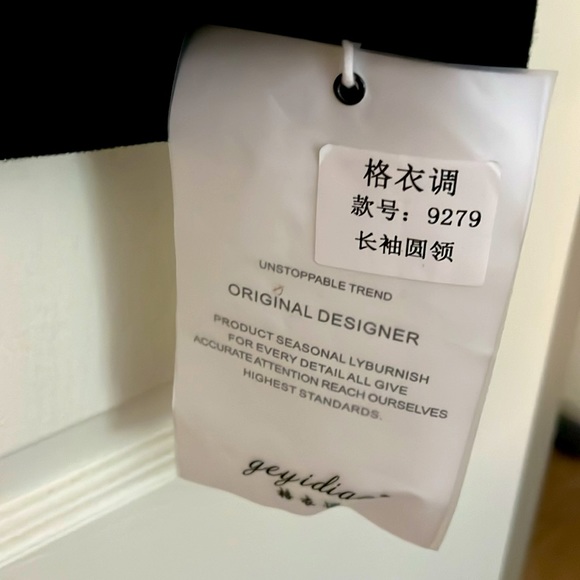 格衣调
款号：9279
长袖圆领
UNSTOPPABLE TREND
ORIGINAL DESIGNER
PRODUCT SEASONAL LYBURNISH
FOR EVERY DETAIL ALL GIVE
ACCURATE ATTENTION REACH OURSELVES
HIGHEST STANDARDS.